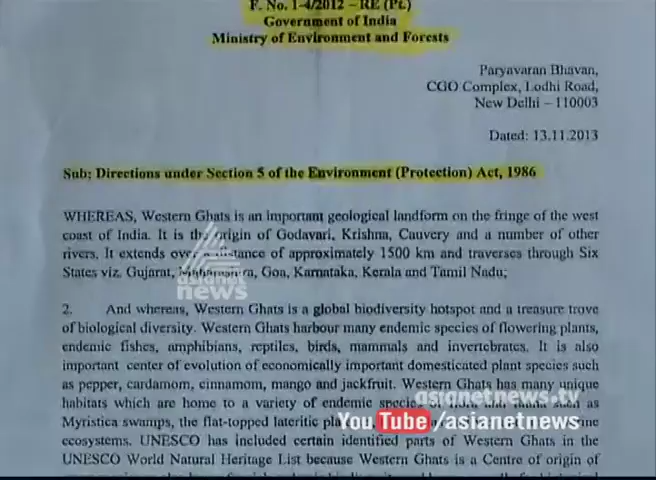 F. No. 1-4/2012 – RE (Pt.)
Government of India
Ministry of Environment and Forests
Paryavaran Bhavan,
CGO Complex, Lodhi Road,
New Delhi – 110003
Dated: 13.11.2013
Sub: Directions under Section 5 of the Environment (Protection) Act, 1986
WHEREAS, Western Ghats is an important geological landform on the fringe of the west
coast of India. It is the origin of Godavari, Krishna, Cauvery and a number of other
rivers. It extends over a distance of approximately 1500 km and traverses through Six
States viz. Gujarat, Maharashtra, Goa, Karnataka, Kerala and Tamil Nadu;
asianet
news
2. And whereas, Western Ghats is a global biodiversity hotspot and a treasure trove
of biological diversity. Western Ghats harbour many endemic species of flowering plants,
endemic fishes, amphibians, reptiles, birds, mammals and invertebrates. It is also
important center of evolution of economically important domesticated plant species such
as pepper, cardamom, cinnamom, mango and jackfruit. Western Ghats has many unique
habitats which are home to a variety of endemic species of flora and fauna such as
asianetnews.tv
Myristica swamps, the flat-topped lateritic
YouTube/asianetnews
ecosystems. UNESCO has included certain identified parts of Western Ghats in the
UNESCO World Natural Heritage List because Western Ghats is a Centre of origin of